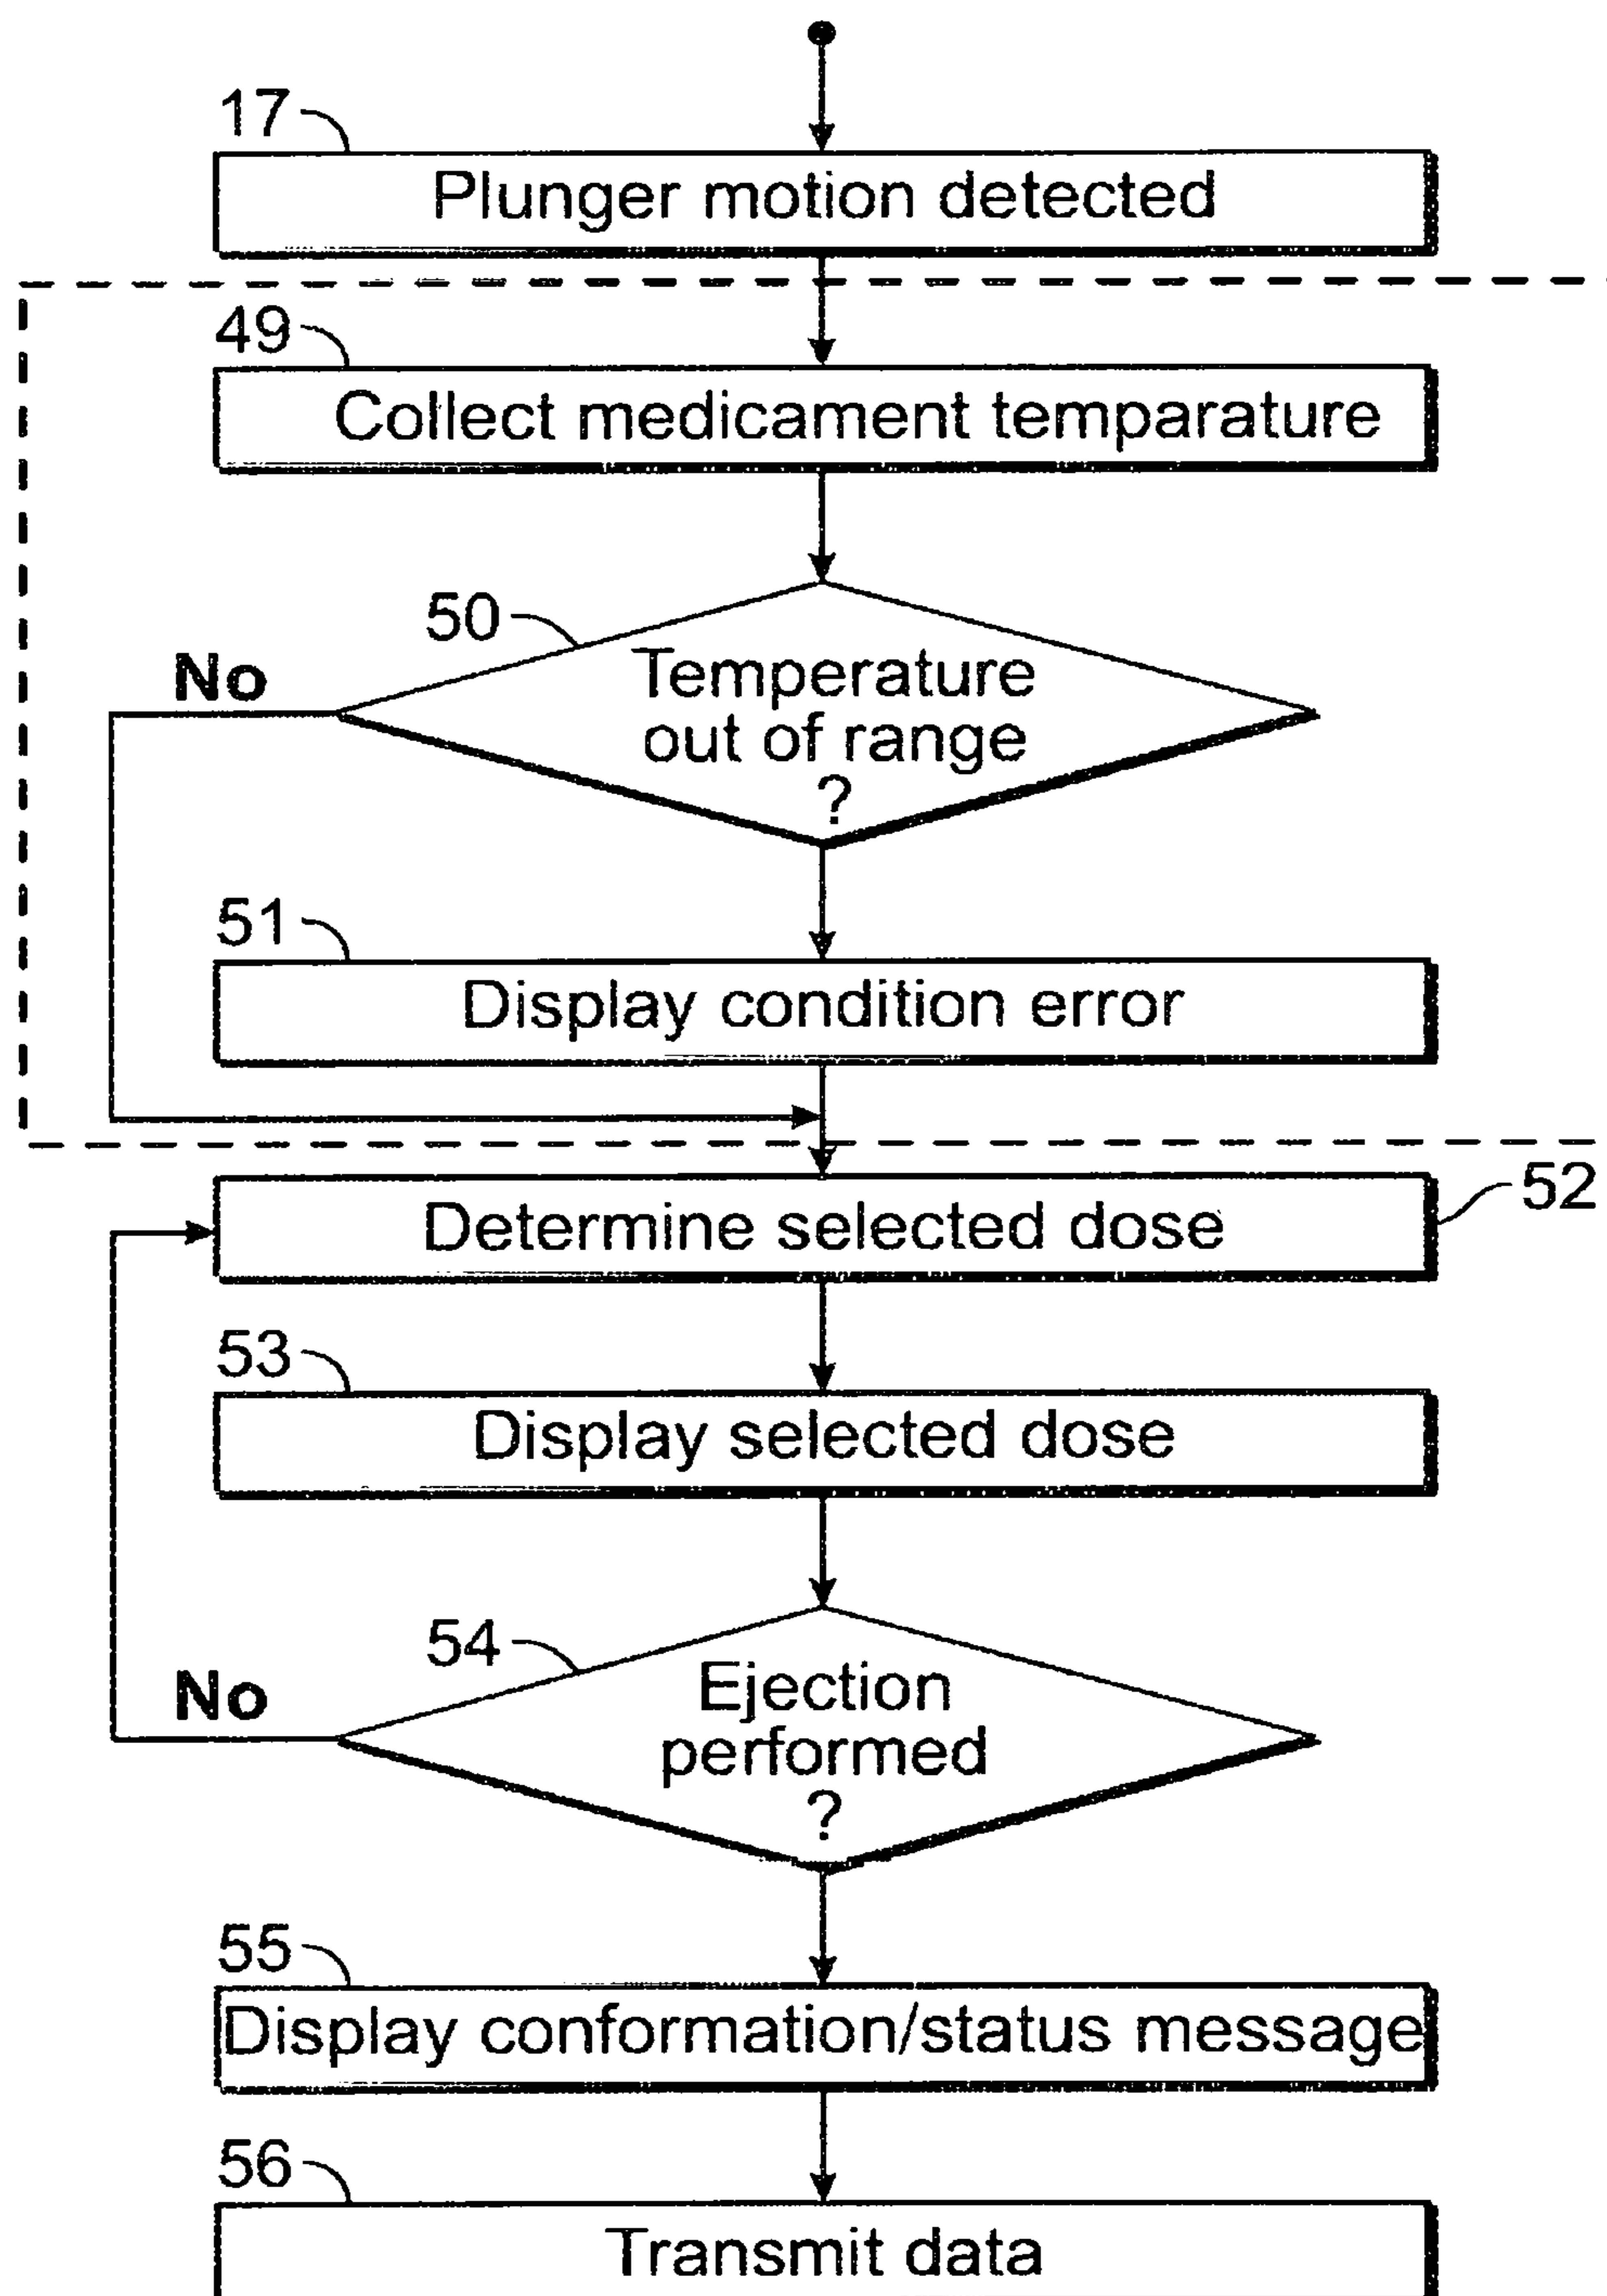 17
Plunger motion detected
49
Collect medicament temparature
50
No
Temperature
out of range
?
51
Display condition error
52
Determine selected dose
53
Display selected dose
54
No
Ejection
performed
?
55
Display conformation/status message
56
Transmit data